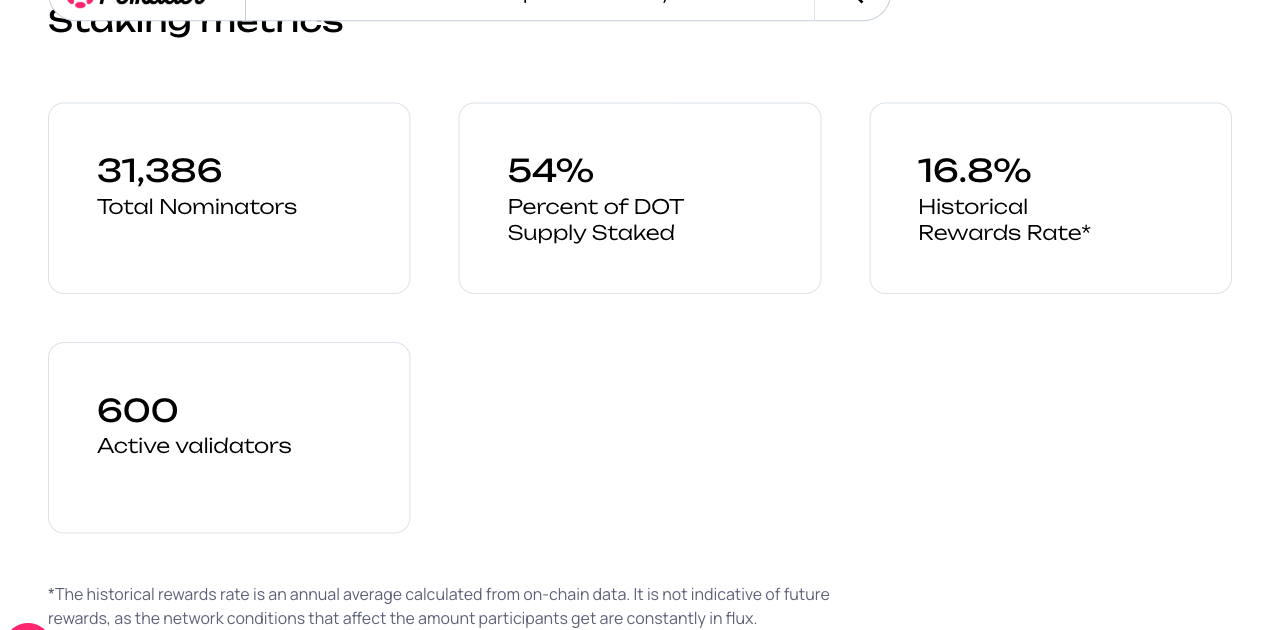 Staking metrics
31,386
Total Nominators
54%
Percent of DOT
Supply Staked
16.8%
Historical
Rewards Rate*
600
Active validators
*The historical rewards rate is an annual average calculated from on-chain data. It is not indicative of future
rewards, as the network conditions that affect the amount participants get are constantly in flux.